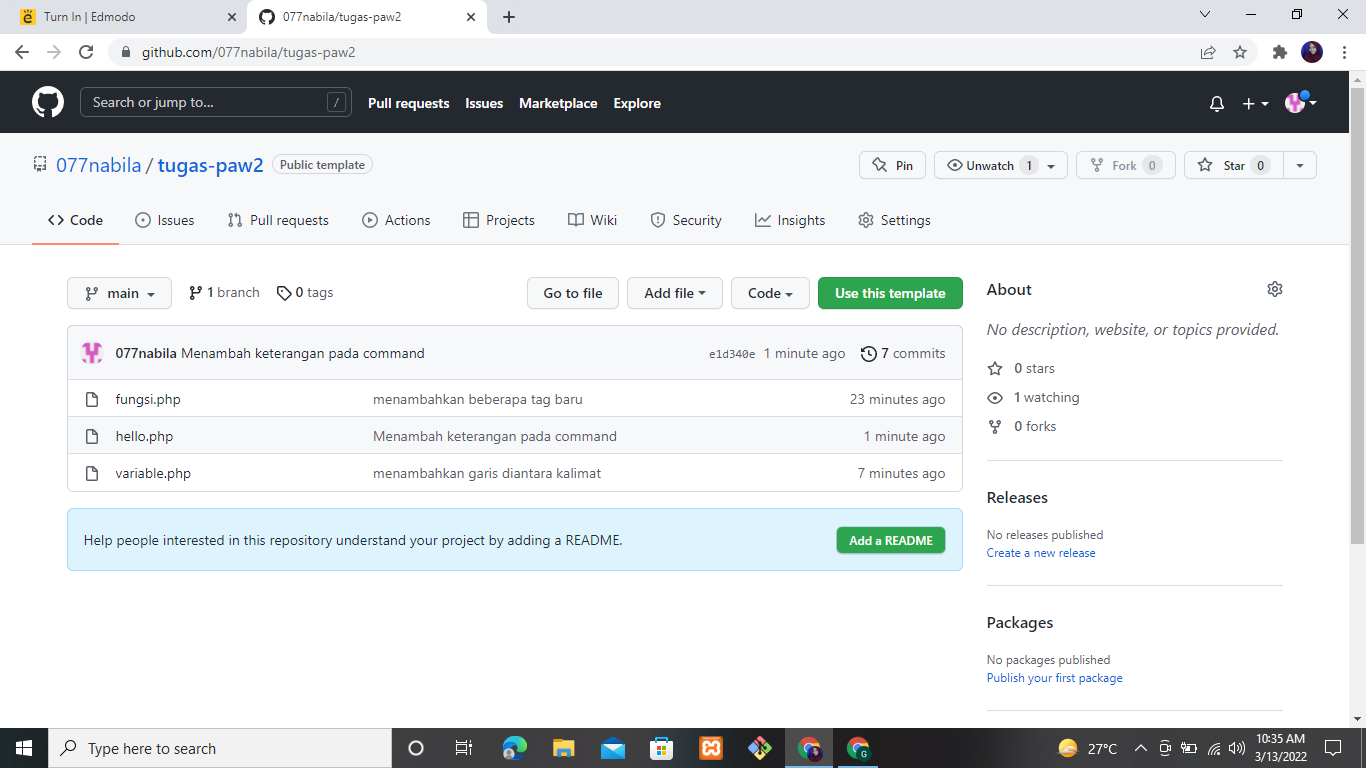 Turn In | Edmodo
077nabila/tugas-paw2
github.com/077nabila/tugas-paw2
Search or jump to...
/
Pull requests
Issues
Marketplace
Explore
077nabila / tugas-paw2
Public template
Pin
Unwatch 1
Fork 0
Star 0
Code
Issues
Pull requests
Actions
Projects
Wiki
Security
Insights
Settings
main
1 branch
0 tags
Go to file
Add file
Code
Use this template
077nabila Menambah keterangan pada command
e1d340e 1 minute ago
7 commits
fungsi.php menambahkan beberapa tag baru 23 minutes ago
hello.php Menambah keterangan pada command 1 minute ago
variable.php menambahkan garis diantara kalimat 7 minutes ago
Help people interested in this repository understand your project by adding a README.
Add a README
About
No description, website, or topics provided.
0 stars
1 watching
0 forks
Releases
No releases published
Create a new release
Packages
No packages published
Publish your first package
Type here to search
G
27°C
10:35 AM
3/13/2022